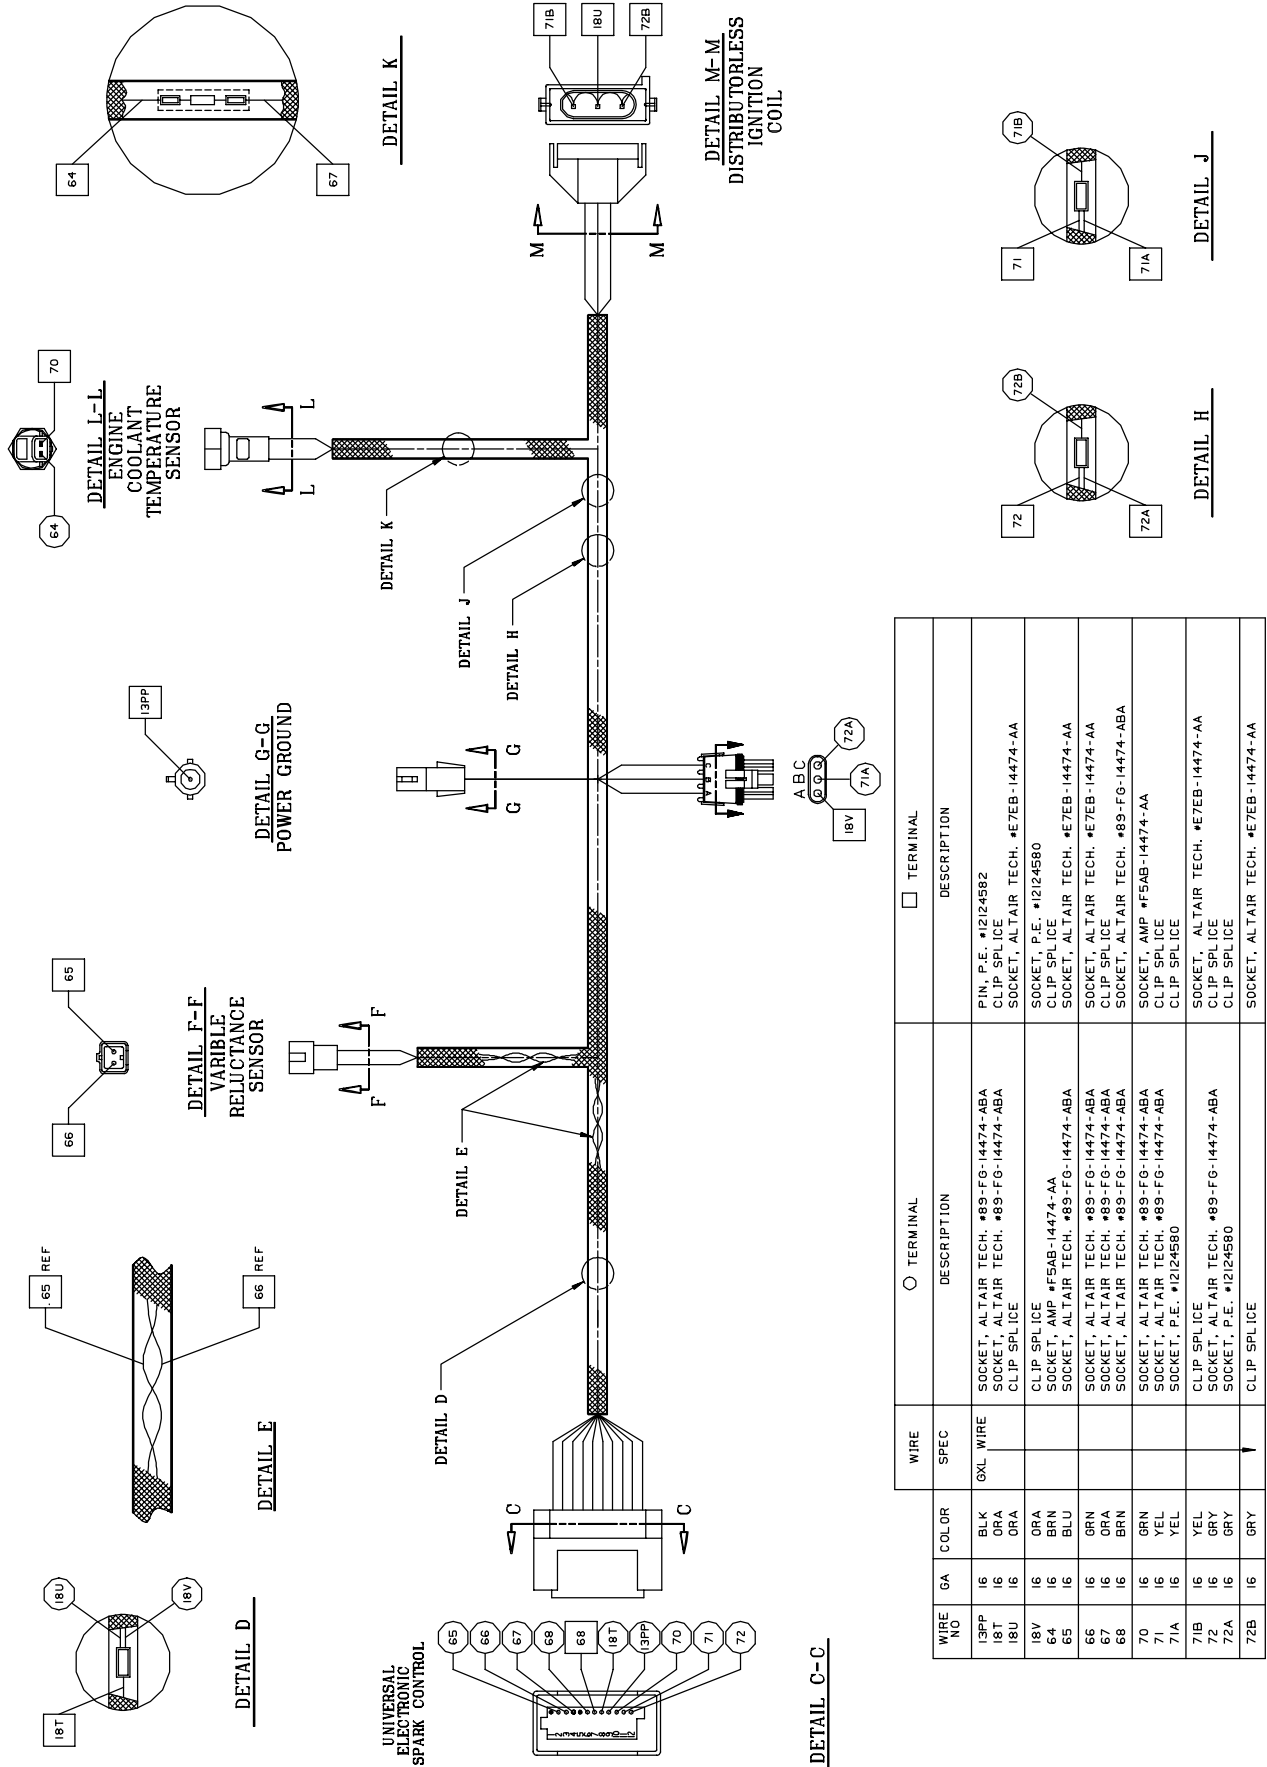 18T
18U
18V
DETAIL D
65 REF
66 REF
DETAIL E
66
65
DETAIL F-F
VARIBLE
RELUCTANCE
SENSOR
F
F
13PP
DETAIL G-G
POWER GROUND
G
G
64
70
DETAIL L-L
ENGINE
COOLANT
TEMPERATURE
SENSOR
L
L
64
67
DETAIL K
UNIVERSAL
ELECTRONIC
SPARK CONTROL
65
66
67
68
68
18T
13PP
70
71
72
1
2
3
4
5
6
7
8
9
10
11
12
DETAIL C-C
C
C
DETAIL D
DETAIL E
DETAIL H
DETAIL J
DETAIL K
A B C
A B C
18V
71A
72A
M
M
71B
18U
72B
DETAIL M-M
DISTRIBUTORLESS
IGNITION
COIL
72
72A
72B
DETAIL H
71
71A
71B
DETAIL J
WIRE TERMINAL TERMINAL
WIRE NO GA COLOR SPEC DESCRIPTION DESCRIPTION
13PP 16 BLK GXL WIRE SOCKET, ALTAIR TECH. #89-FG-14474-ABA PIN, P.E. #12124582
18T 16 ORA SOCKET, ALTAIR TECH. #89-FG-14474-ABA CLIP SPLICE
18U 16 ORA CLIP SPLICE SOCKET, ALTAIR TECH. #E7EB-14474-AA
18V 16 ORA CLIP SPLICE SOCKET, P.E. #12124580
64 16 BRN SOCKET, AMP #F5AB-14474-AA CLIP SPLICE
65 16 BLU SOCKET, ALTAIR TECH. #89-FG-14474-ABA SOCKET, ALTAIR TECH. #E7EB-14474-AA
66 16 GRN SOCKET, ALTAIR TECH. #89-FG-14474-ABA SOCKET, ALTAIR TECH. #E7EB-14474-AA
67 16 ORA SOCKET, ALTAIR TECH. #89-FG-14474-ABA CLIP SPLICE
68 16 BRN SOCKET, ALTAIR TECH. #89-FG-14474-ABA SOCKET, ALTAIR TECH. #89-FG-14474-ABA
70 16 GRN SOCKET, ALTAIR TECH. #89-FG-14474-ABA SOCKET, AMP #F5AB-14474-AA
71 16 YEL SOCKET, ALTAIR TECH. #89-FG-14474-ABA CLIP SPLICE
71A 16 YEL SOCKET, P.E. #12124580 CLIP SPLICE
71B 16 YEL CLIP SPLICE SOCKET, ALTAIR TECH. #E7EB-14474-AA
72 16 GRY SOCKET, ALTAIR TECH. #89-FG-14474-ABA CLIP SPLICE
72A 16 GRY SOCKET, P.E. #12124580 CLIP SPLICE
72B 16 GRY CLIP SPLICE SOCKET, ALTAIR TECH. #E7EB-14474-AA